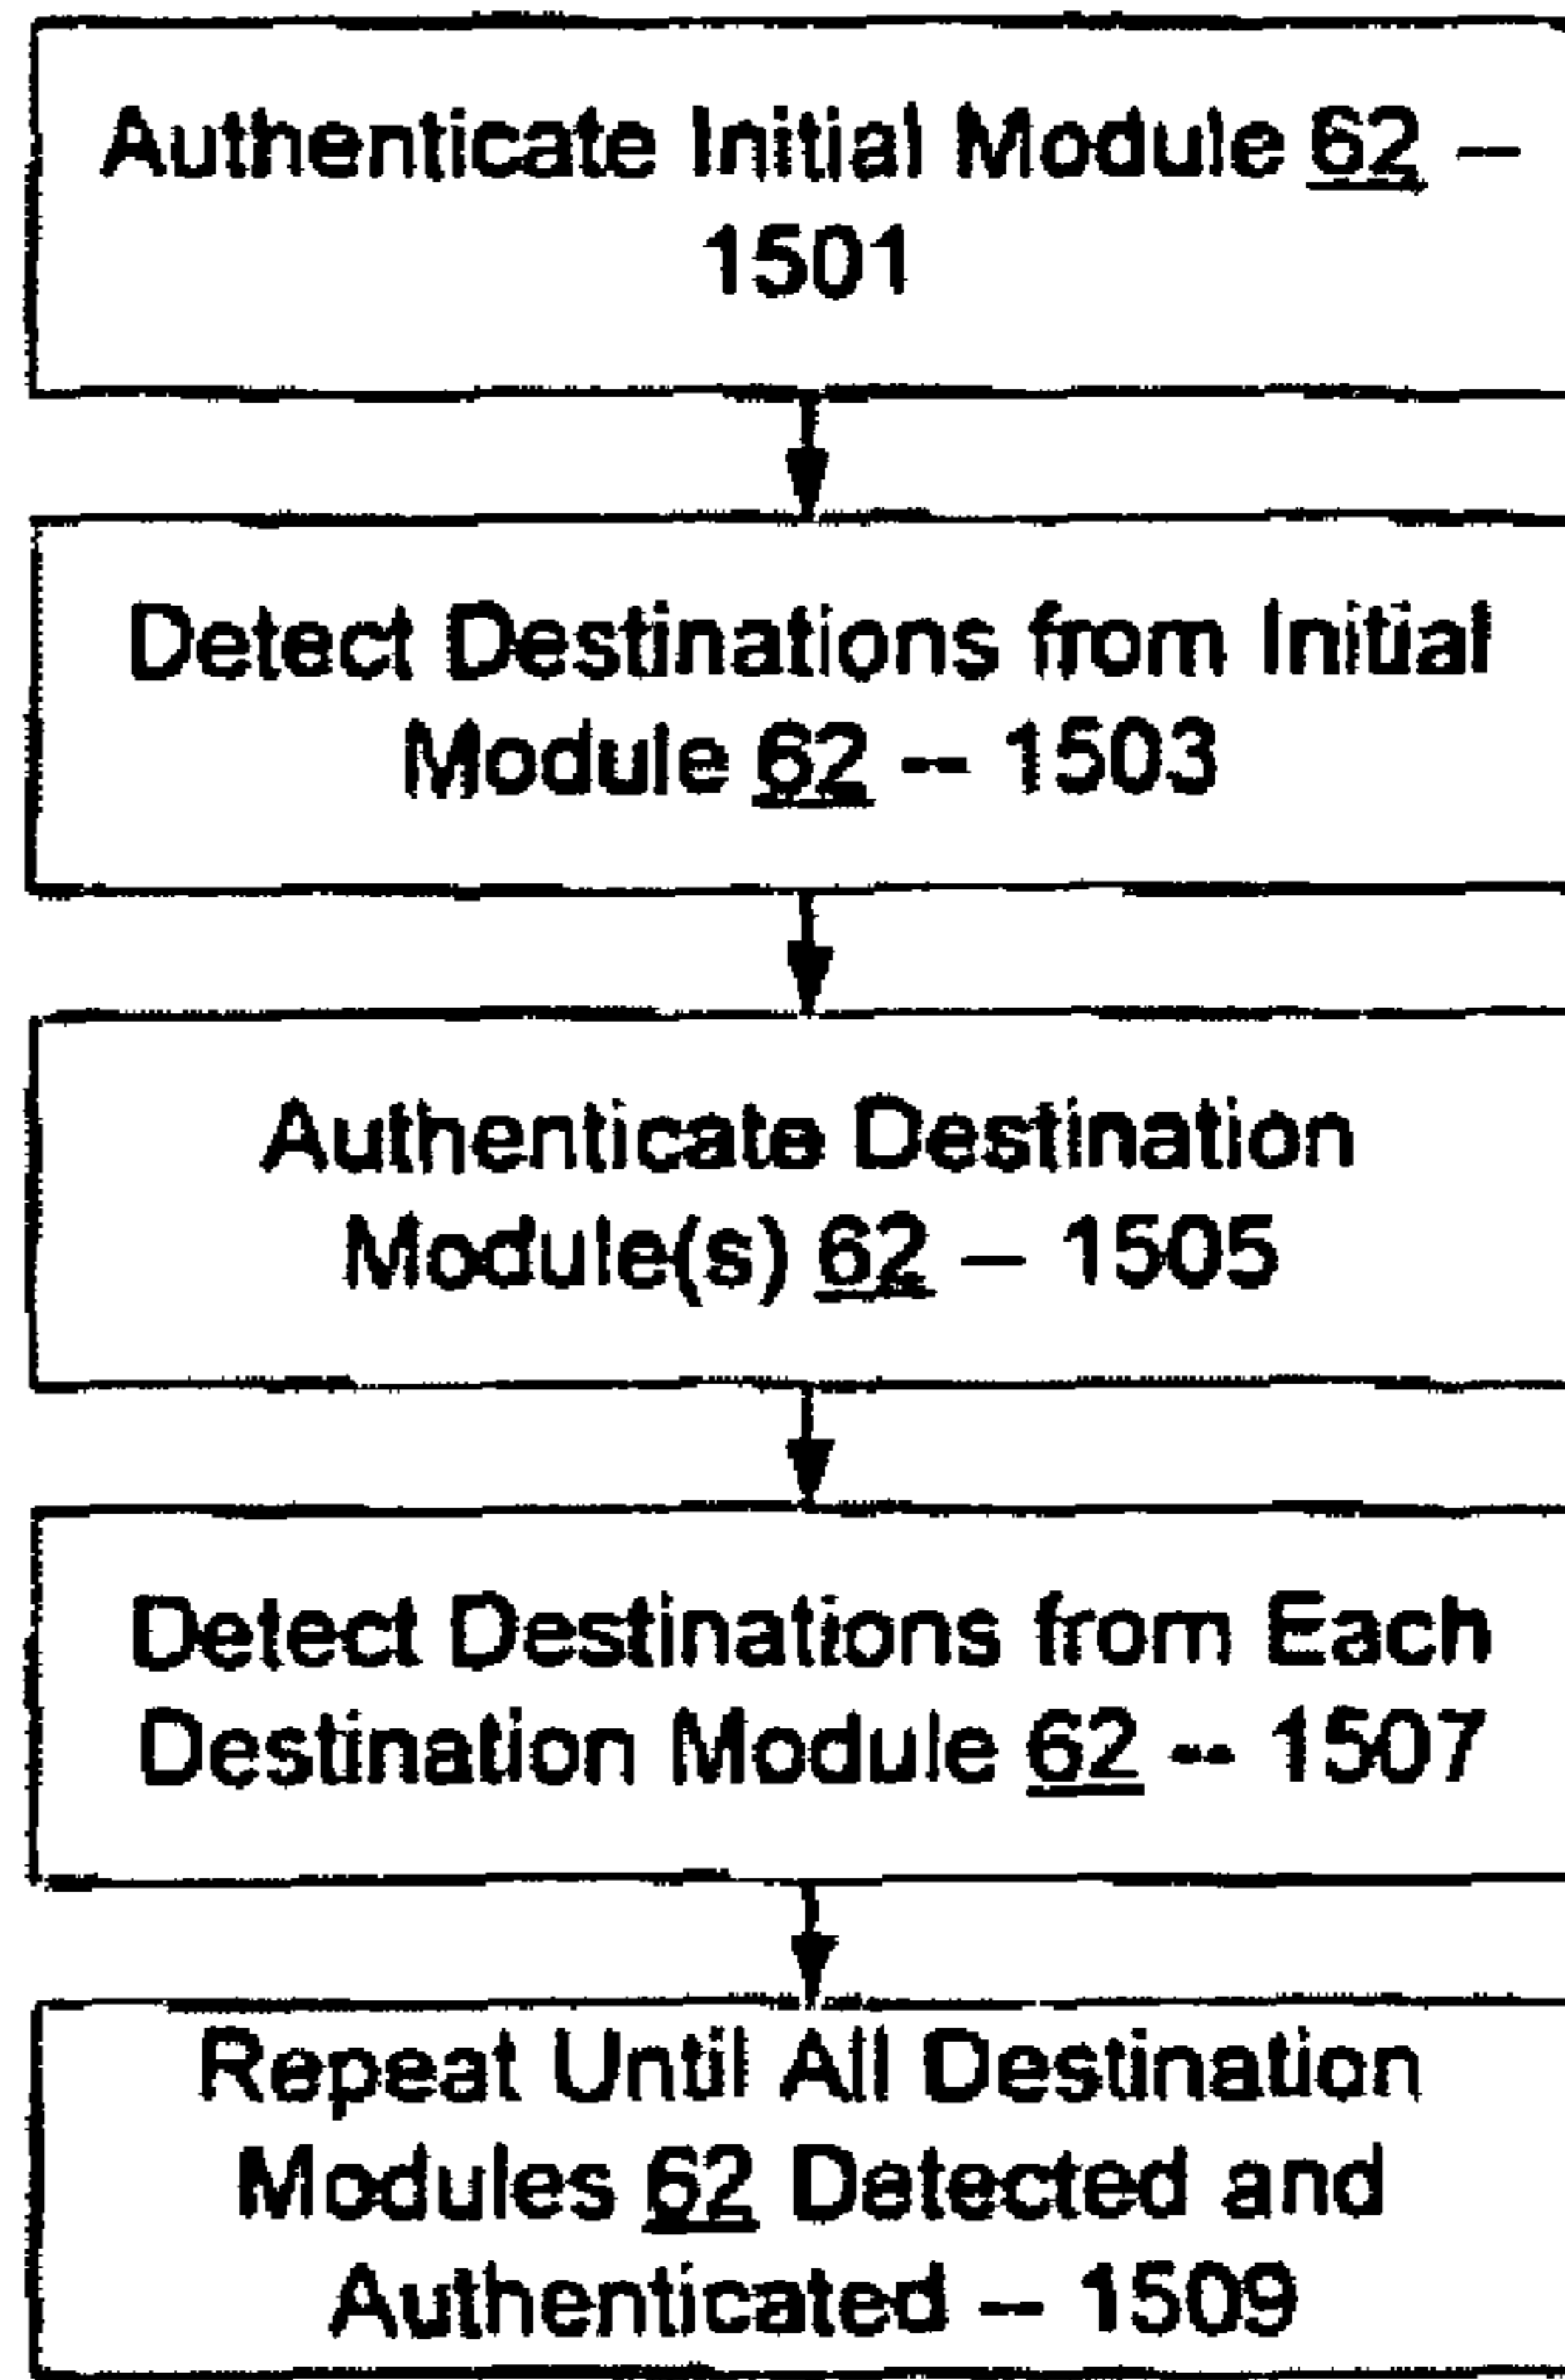 Authenticate Initial Module 62 –
1501
Detect Destinations from Initial
Module 62 – 1503
Authenticate Destination
Module(s) 62 – 1505
Detect Destinations from Each
Destination Module 62 – 1507
Repeat Until All Destination
Modules 62 Detected and
Authenticated – 1509